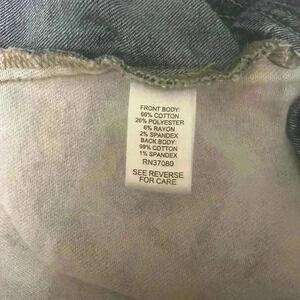 FRONT BODY:
66% COTTON
26% POLYESTER
6% RAYON
2% SPANDEX
BACK BODY:
99% COTTON
1% SPANDEX
RN37080
SEE REVERSE
FOR CARE